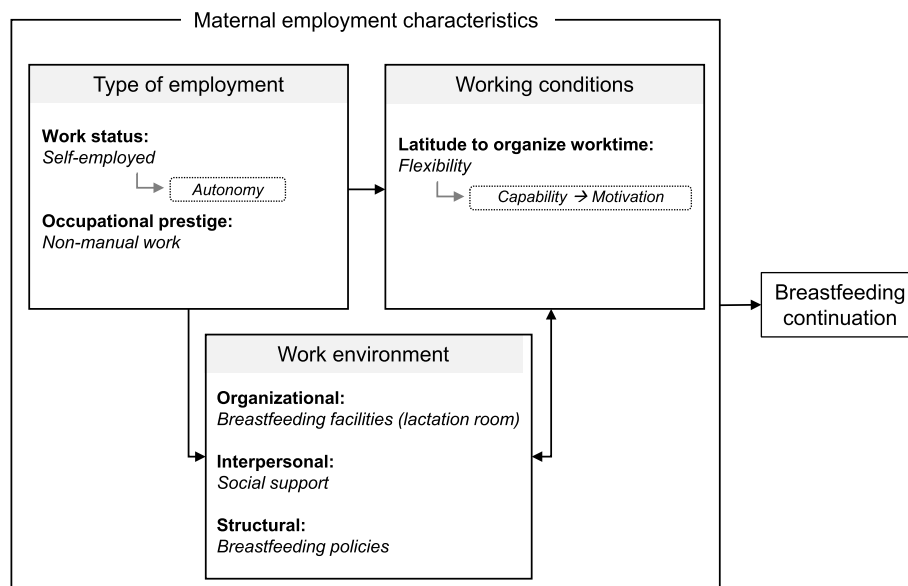 Maternal employment characteristics
Type of employment
Work status:
Self-employed
Autonomy
Occupational prestige:
Non-manual work
Working conditions
Latitude to organize worktime:
Flexibility
Capability → Motivation
Work environment
Organizational:
Breastfeeding facilities (lactation room)
Interpersonal:
Social support
Structural:
Breastfeeding policies
Breastfeeding
continuation